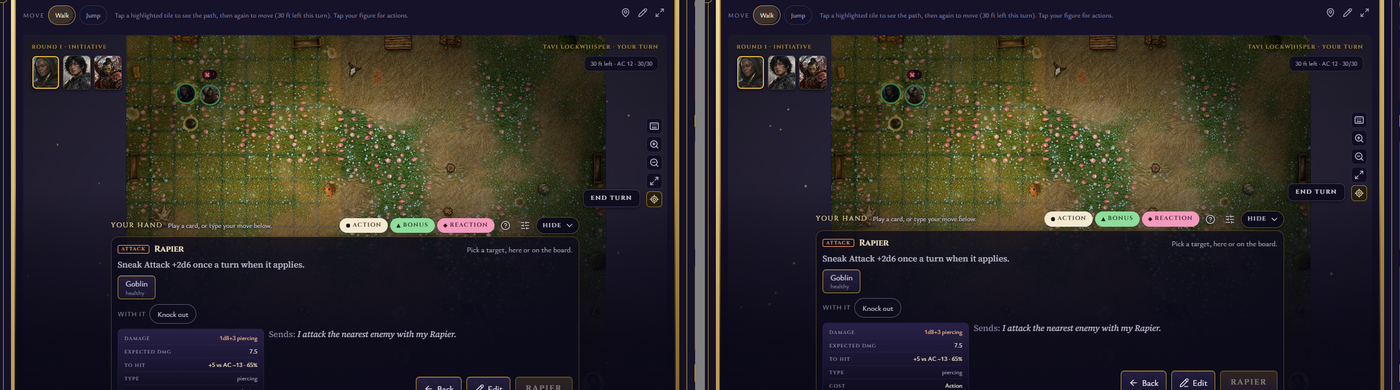 MOVE Walk Jump Tap a highlighted tile to see the path, then again to move (30 ft left this turn). Tap your figure for actions.
ROUND 1 · INITIATIVE
TAVI LOCKWHISPER · YOUR TURN
30 ft left · AC 12 · 30/30
END TURN
YOUR HAND Play a card, or type your move below.
ACTION BONUS REACTION HIDE
ATTACK RAPIER Pick a target, here or on the board.
Sneak Attack +2d6 once a turn when it applies.
Goblin
healthy
WITH IT Knock out
DAMAGE 1d8+3 piercing
Sends: I attack the nearest enemy with my Rapier.
EXPECTED DMG 7.5
TO HIT +5 vs AC ~13 · 65%
TYPE piercing
Back Edit RAPIER
MOVE Walk Jump Tap a highlighted tile to see the path, then again to move (30 ft left this turn). Tap your figure for actions.
ROUND 1 · INITIATIVE
TAVI LOCKWHISPER · YOUR TURN
30 ft left · AC 12 · 30/30
END TURN
YOUR HAND Play a card, or type your move below.
ACTION BONUS REACTION HIDE
ATTACK RAPIER Pick a target, here or on the board.
Sneak Attack +2d6 once a turn when it applies.
Goblin
healthy
WITH IT Knock out
DAMAGE 1d8+3 piercing
Sends: I attack the nearest enemy with my Rapier.
EXPECTED DMG 7.5
TO HIT +5 vs AC ~13 · 65%
TYPE piercing
COST Action
Back Edit RAPIER